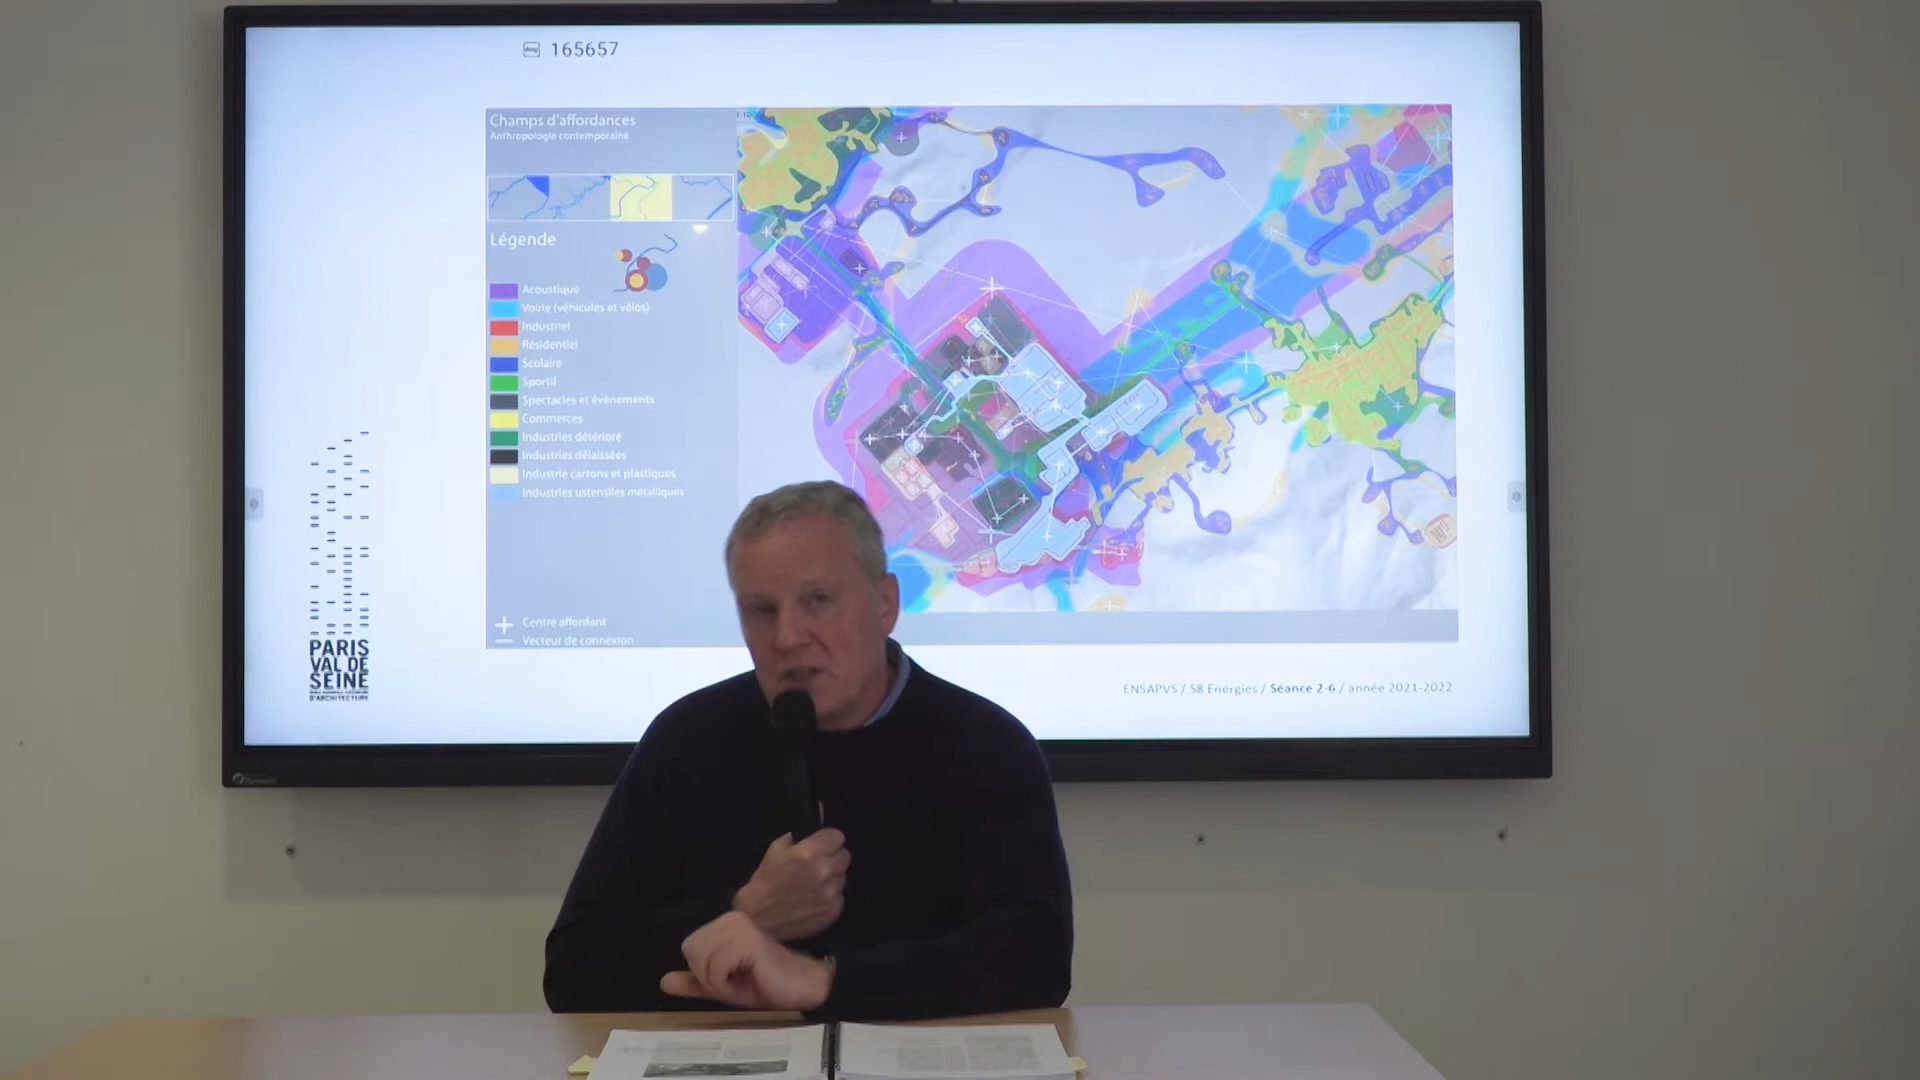 165657
Champs d'affordances
Anthropologie contemporaine
Légende
Acoustique
Voirie (véhicules et vélos)
Industriel
Résidentiel
Scolaire
Sportif
Spectacles et évènements
Commerces
Industries détérioré
Industries délaissées
Industrie cartons et plastiques
Industries ustensiles métalliques
Centre affordant
Vecteur de connexion
PARIS
VAL DE
SEINE
D'ARCHITECTURE
ENSAPVS / S8 Energies / Séance 2-6 / année 2021-2022